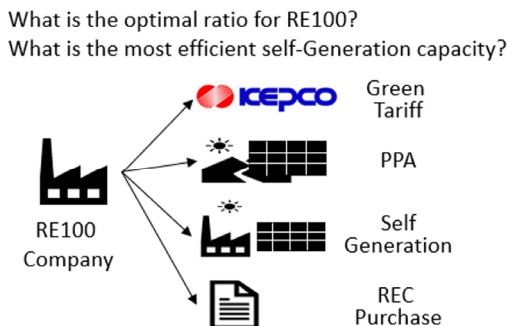 What is the optimal ratio for RE100?
What is the most efficient self-Generation capacity?
KEPCO
Green
Tariff
PPA
RE100
Company
Self
Generation
REC
Purchase